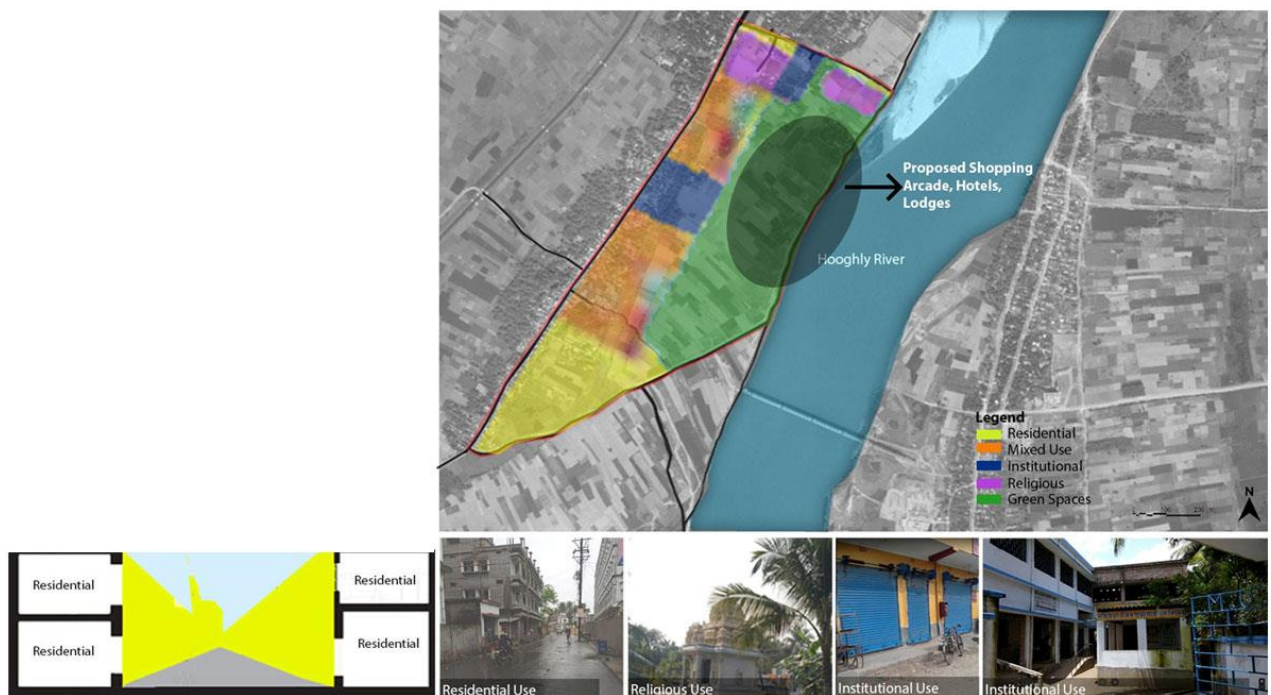 Proposed Shopping
Arcade, Hotels,
Lodges
Hooghly River
Legend
Residential
Mixed Use
Institutional
Religious
Green Spaces
N
Residential
Residential
Residential
Residential
Residential Use
Religious Use
Institutional Use
Institutional Use